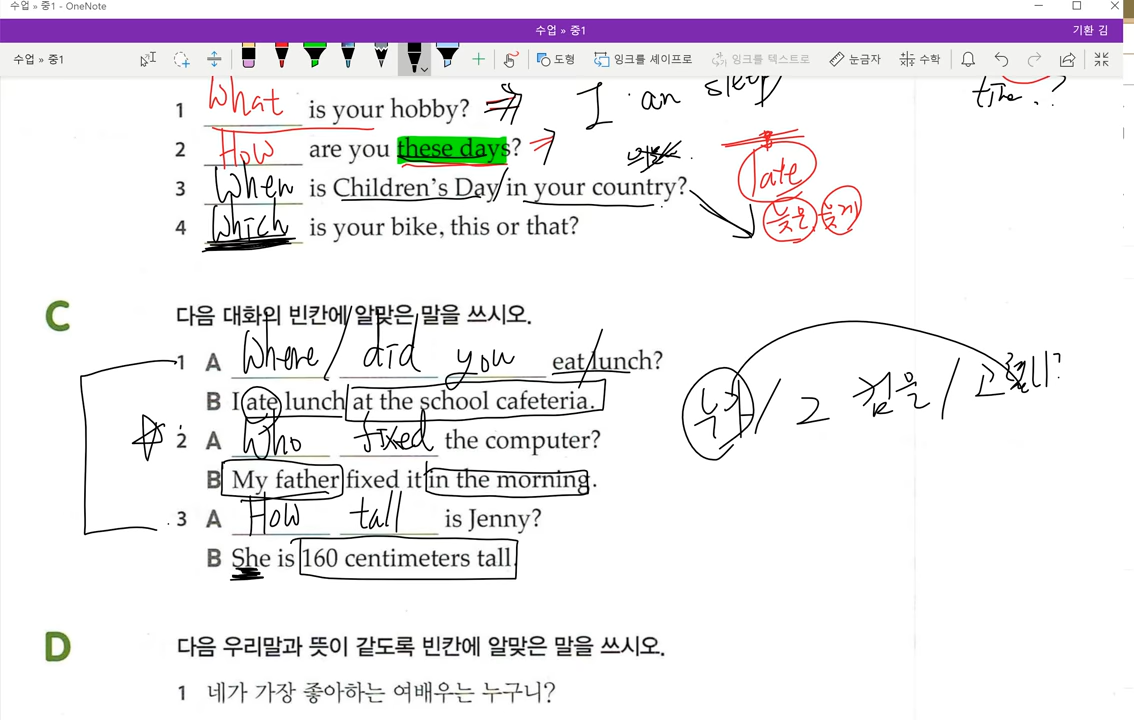 수업 » 중1 - OneNote
수업 » 중1
기환 김
수업 » 중1
도형
잉크를 셰이프로
잉크를 텍스트로
눈금자
수학
1 What is your hobby? ⇒ I am sleep
time.?
2 How are you these days? ⇒
late
3 When is Children's Day/in your country?
늦은 늦게
4 Which is your bike, this or that?
C 다음 대화의 빈칸에 알맞은 말을 쓰시오.
1 A Where / did you eat/lunch?
B I ate lunch at the school cafeteria.
누가 / 그 컴을 / 고쳤니?
☆ 2 A Who fixed the computer?
B My father fixed it in the morning.
3 A How tall is Jenny?
B She is 160 centimeters tall.
D 다음 우리말과 뜻이 같도록 빈칸에 알맞은 말을 쓰시오.
1 네가 가장 좋아하는 여배우는 누구니?